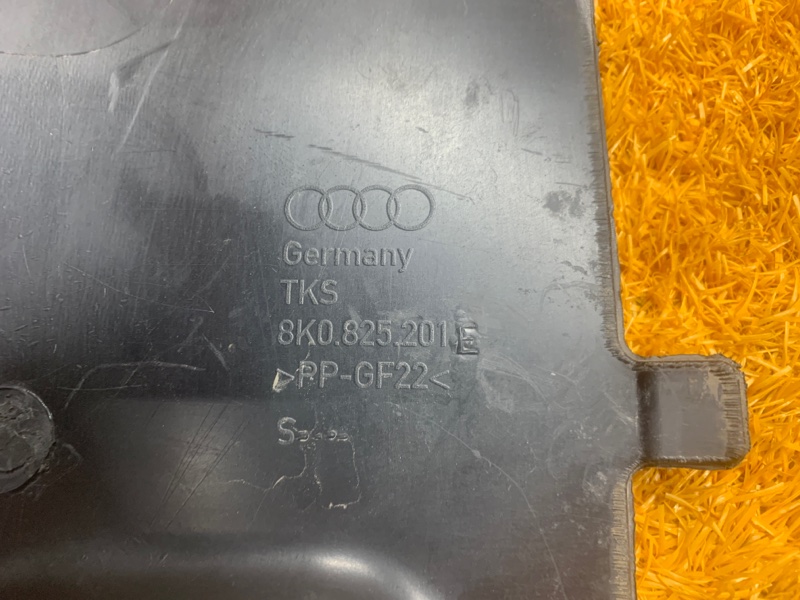 Germany
TKS
8K0.825.201.E
>PP-GF22<
S